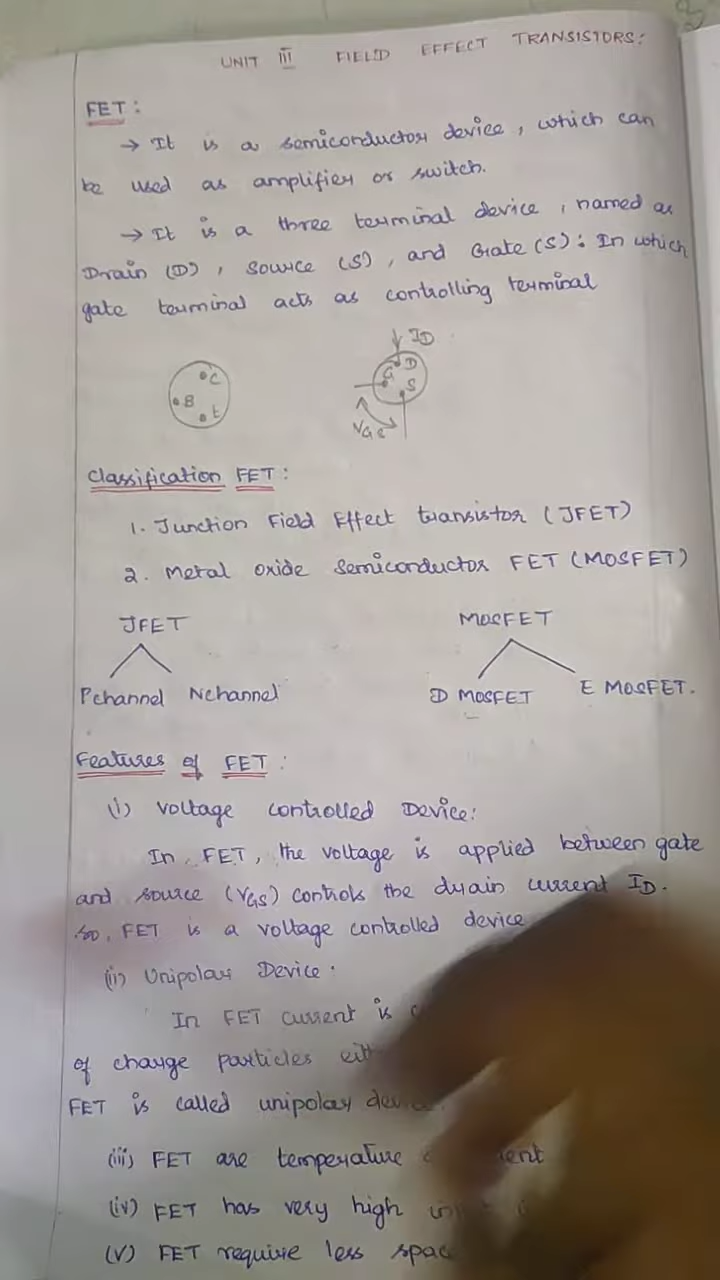 UNIT III FIELD EFFECT TRANSISTORS:
FET:
→ It is a semiconductor device, which can
be used as amplifier or switch.
→ It is a three terminal device, named as
Drain (D), Source (S), and Gate (S): In which
gate terminal acts as controlling terminal
C
B
E
ID
D
G
S
VGS
Classification FET:
1. Junction Field Effect transistor (JFET)
2. Metal oxide Semiconductor FET (MOSFET)
JFET MOSFET
Pchannel Nchannel D MOSFET E MOSFET.
Features of FET:
(i) Voltage controlled Device:
In FET, the voltage is applied between gate
and source (VGS) controls the drain current ID.
so, FET is a voltage controlled device
(ii) Unipolar Device:
In FET current is
of charge particles
FET is called unipolar
(iii) FET are temperature
(iv) FET has very high
(v) FET require less